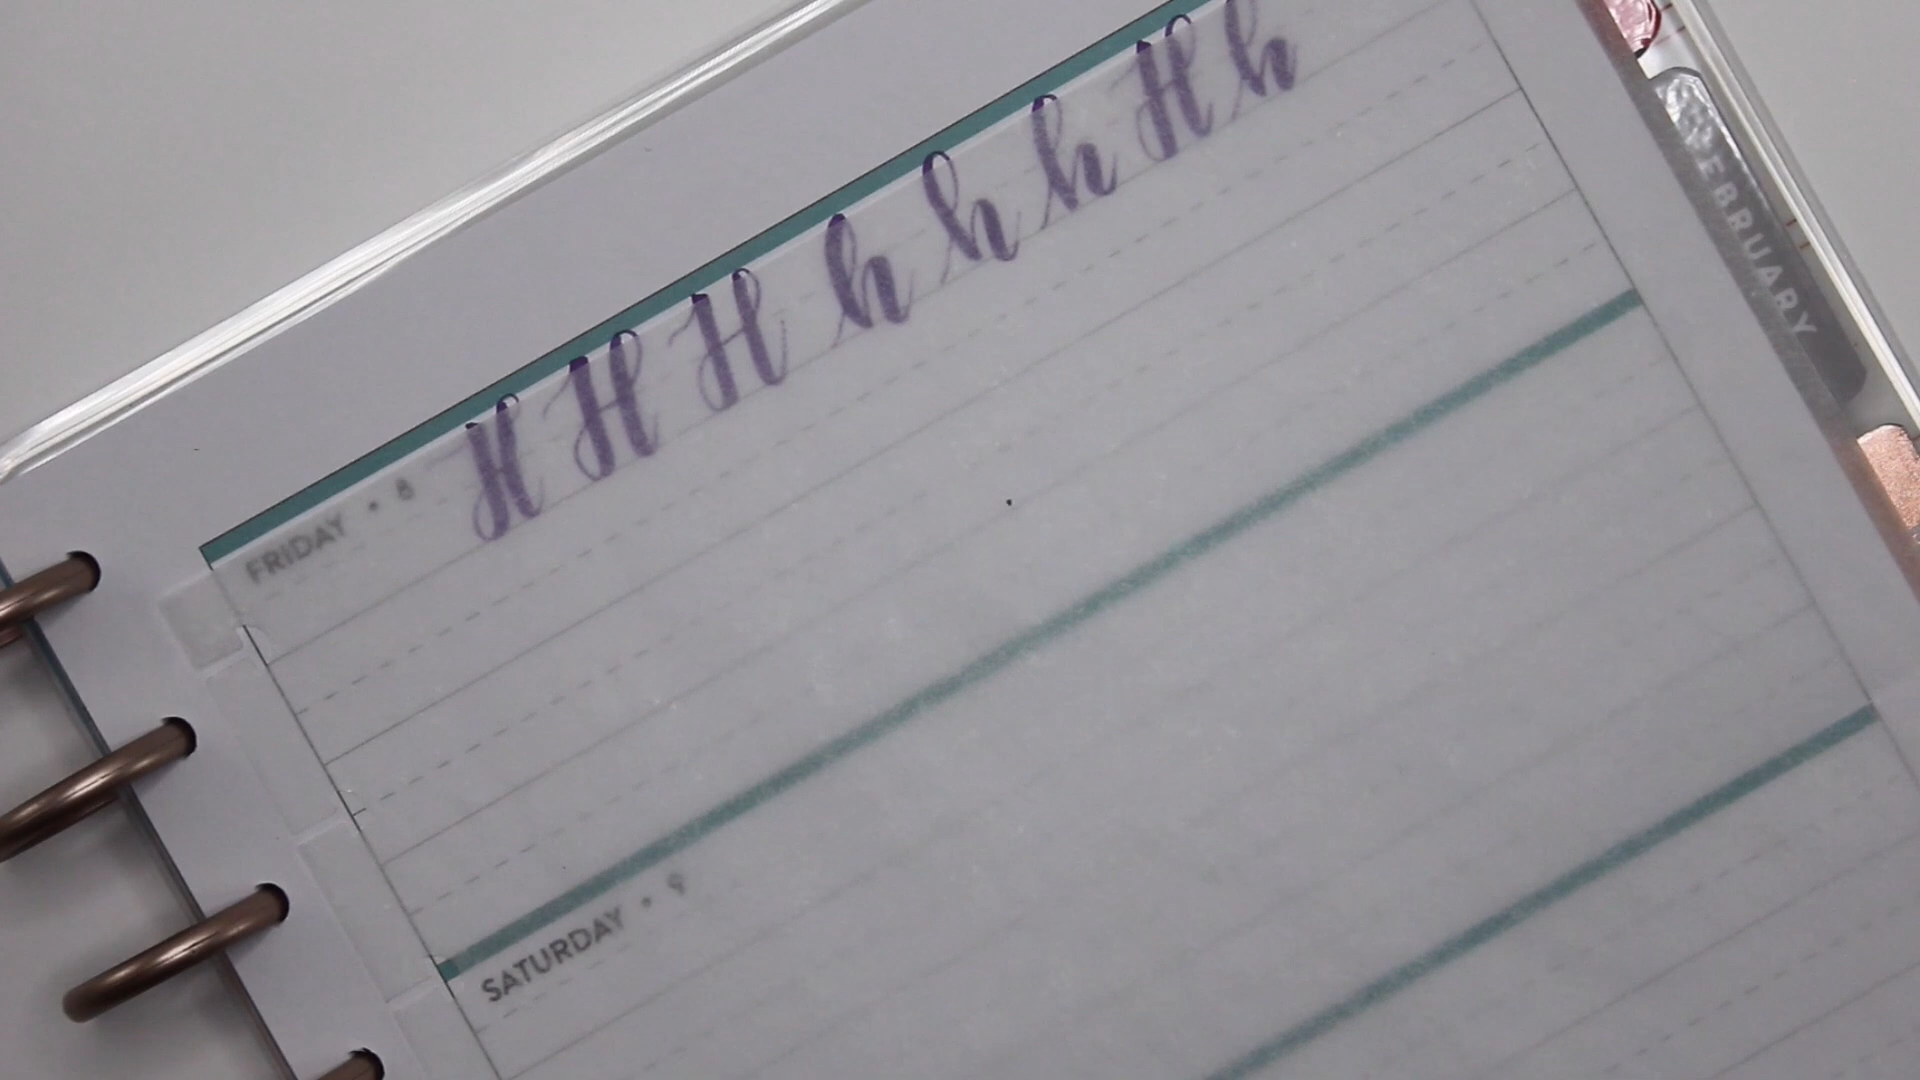 FRIDAY • 8 H H H h h h H h
SATURDAY • 9
FEBRUARY